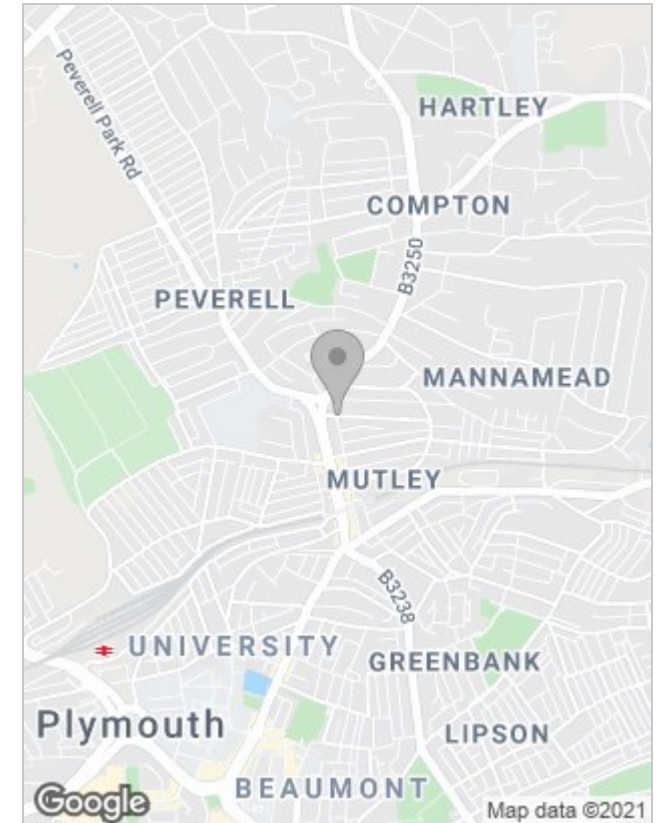 Peverell Park Rd
HARTLEY
COMPTON
B3250
PEVERELL
MANNAMEAD
MUTLEY
B3238
UNIVERSITY
GREENBANK
Plymouth
LIPSON
BEAUMONT
Google
Map data ©2021